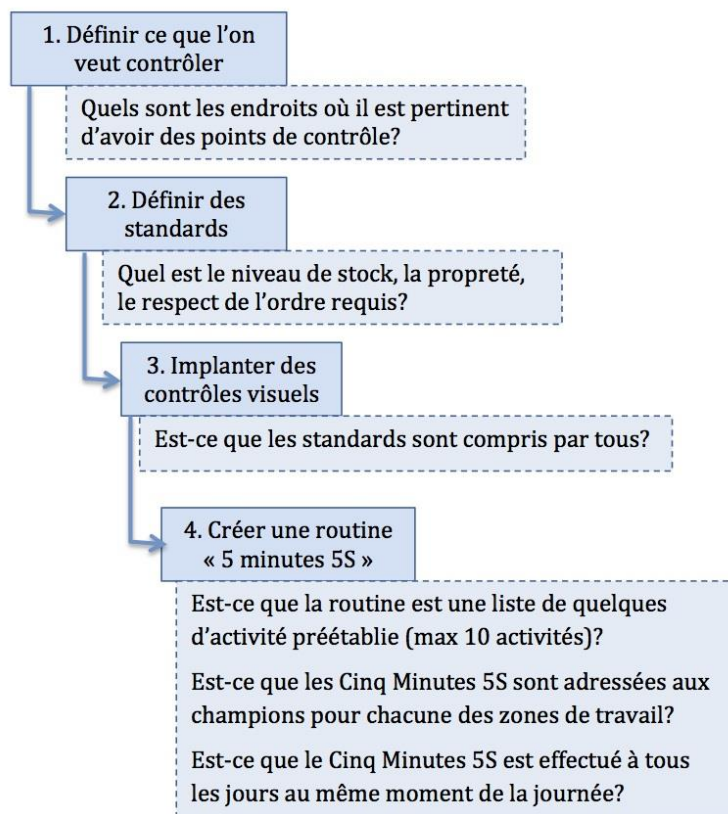 1. Définir ce que l’on
veut contrôler
Quels sont les endroits où il est pertinent
d’avoir des points de contrôle?
2. Définir des
standards
Quel est le niveau de stock, la propreté,
le respect de l’ordre requis?
3. Implanter des
contrôles visuels
Est-ce que les standards sont compris par tous?
4. Créer une routine
« 5 minutes 5S »
Est-ce que la routine est une liste de quelques
d’activité préétablie (max 10 activités)?
Est-ce que les Cinq Minutes 5S sont adressées aux
champions pour chacune des zones de travail?
Est-ce que le Cinq Minutes 5S est effectué à tous
les jours au même moment de la journée?